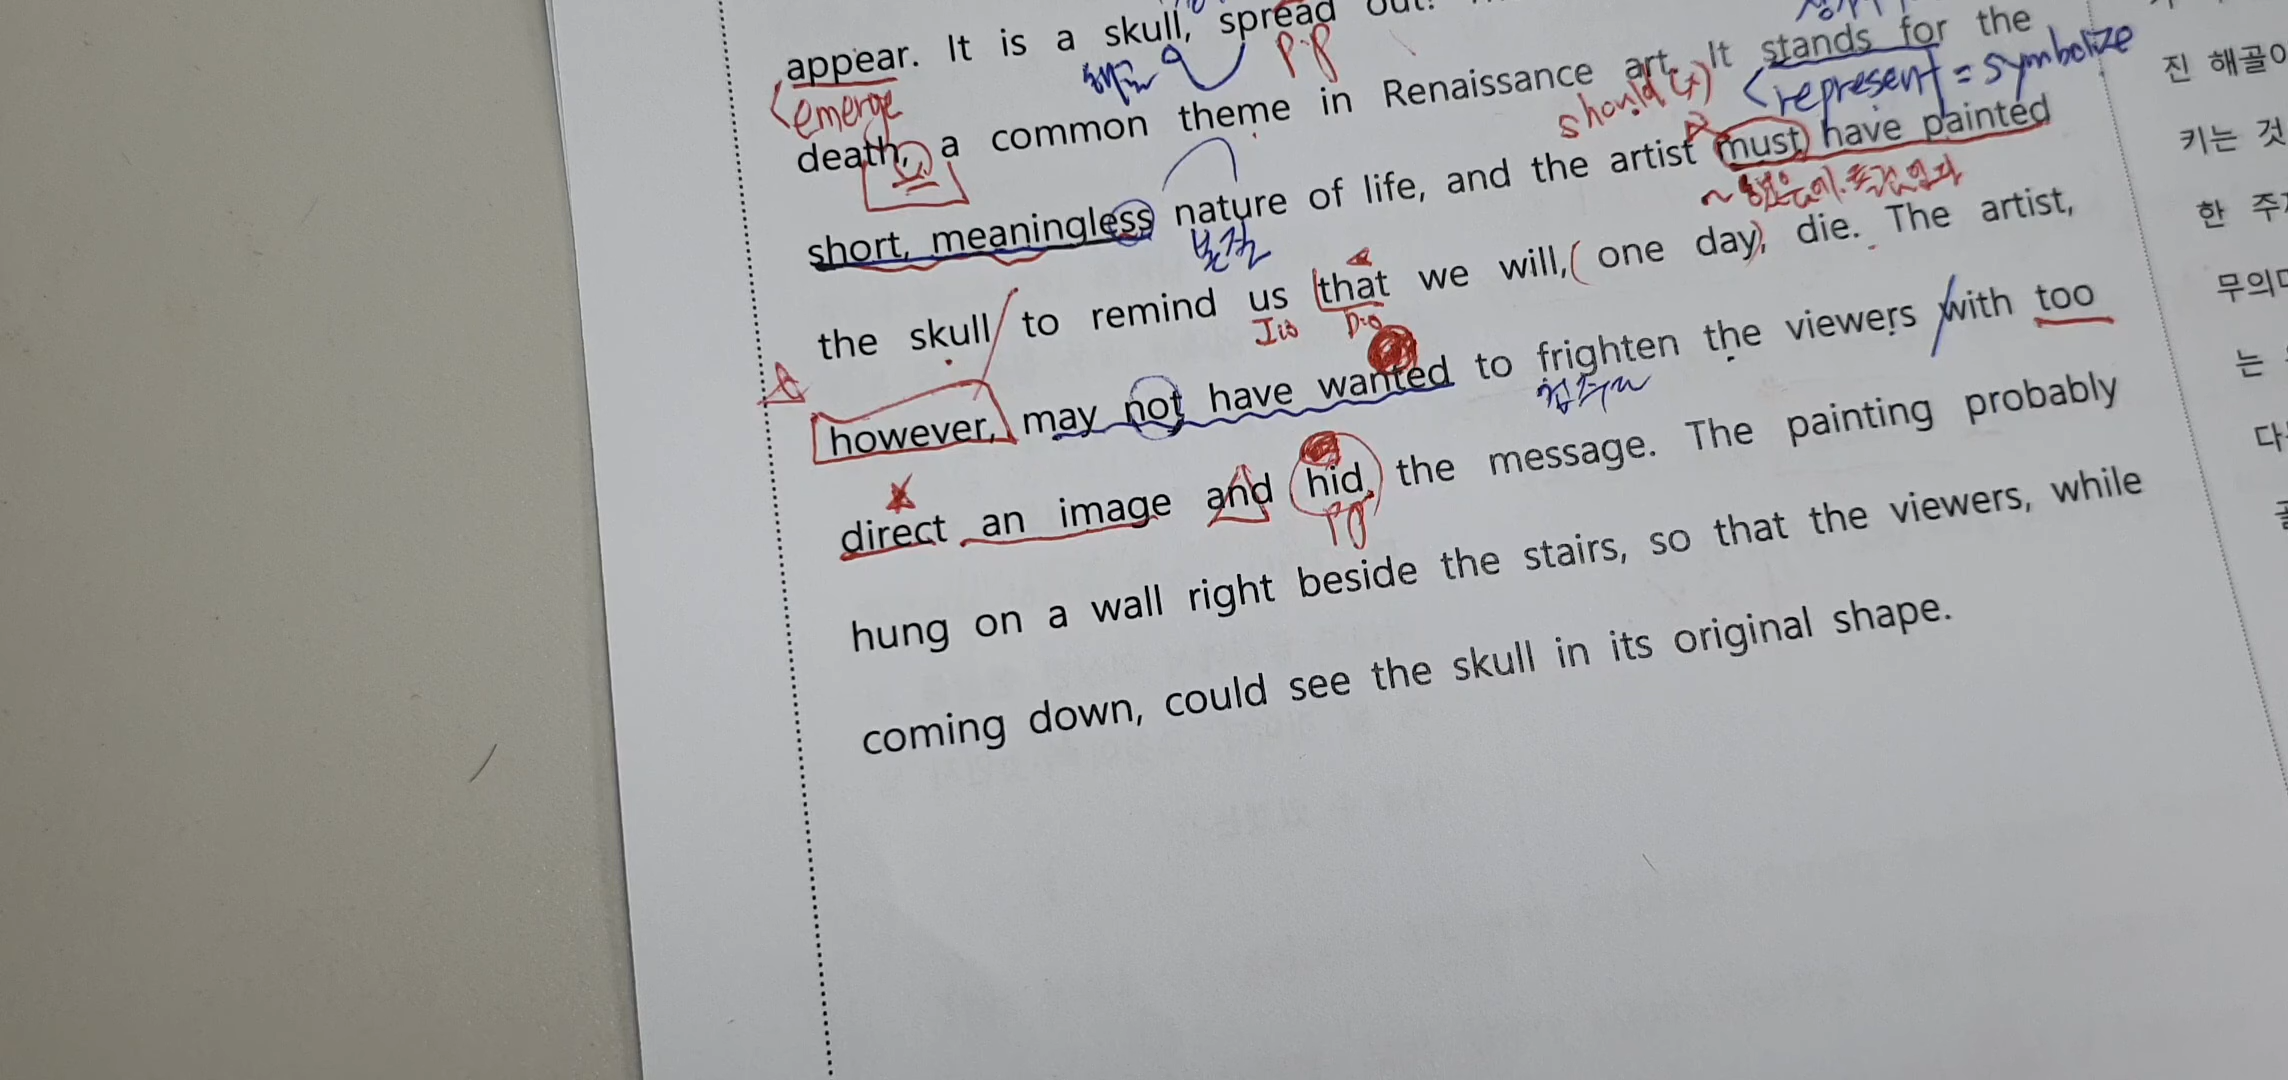 appear. It is a skull, spread out.
p.p
<emerge
should(x)
<represent = symbolize
death, a common theme in Renaissance art. It stands for the
short, meaningless nature of life, and the artist must have painted
본질
the skull to remind us that we will, one day, die. The artist,
I.o
D.o
however, may not have wanted to frighten the viewers with too
direct an image and hid the message. The painting probably
p.p
hung on a wall right beside the stairs, so that the viewers, while
coming down, could see the skull in its original shape.
진 해골이
키는 것
한 주
무의미
는